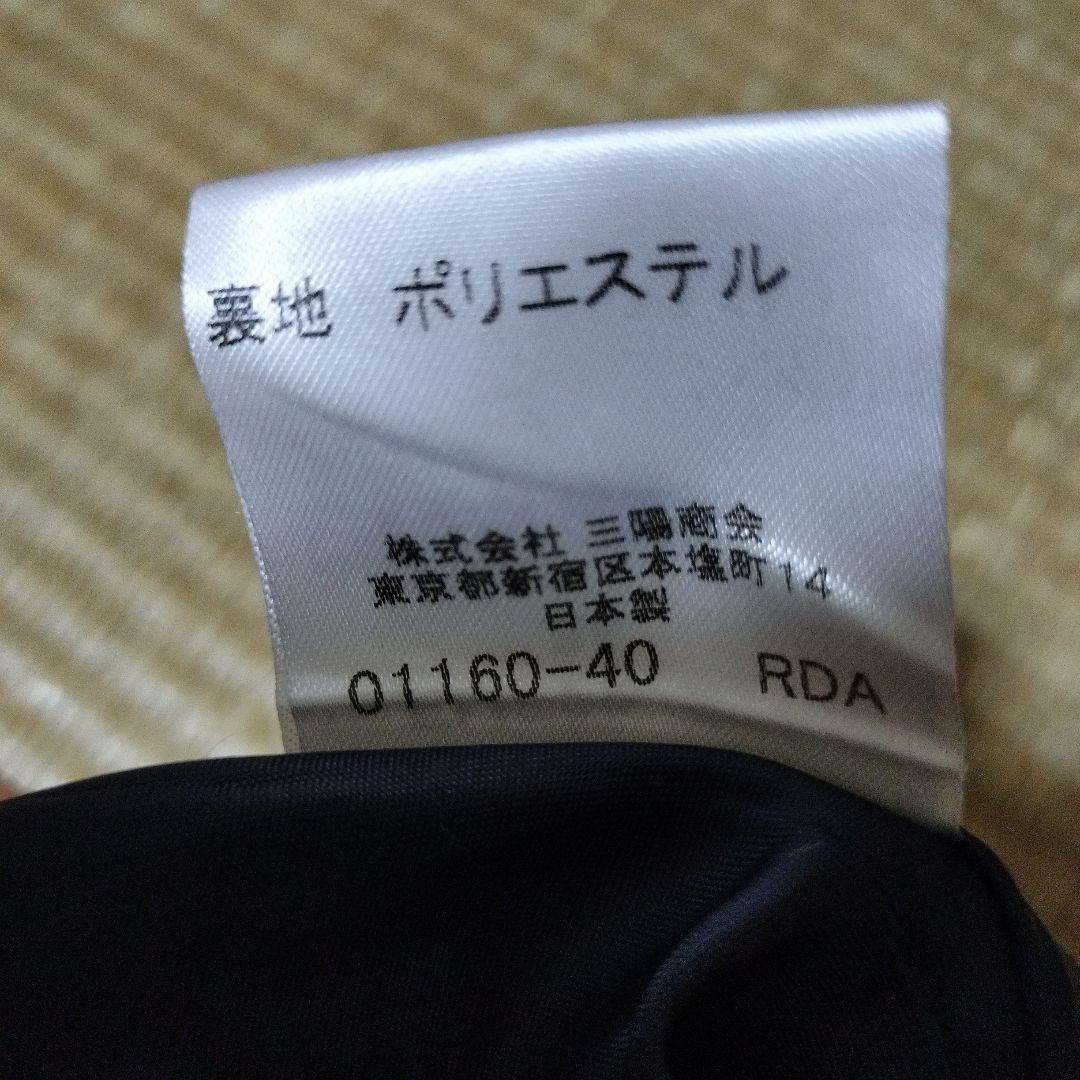 裏地 ポリエステル
株式会社 三陽商会
東京都新宿区本塩町14
日本製
01160-40 RDA